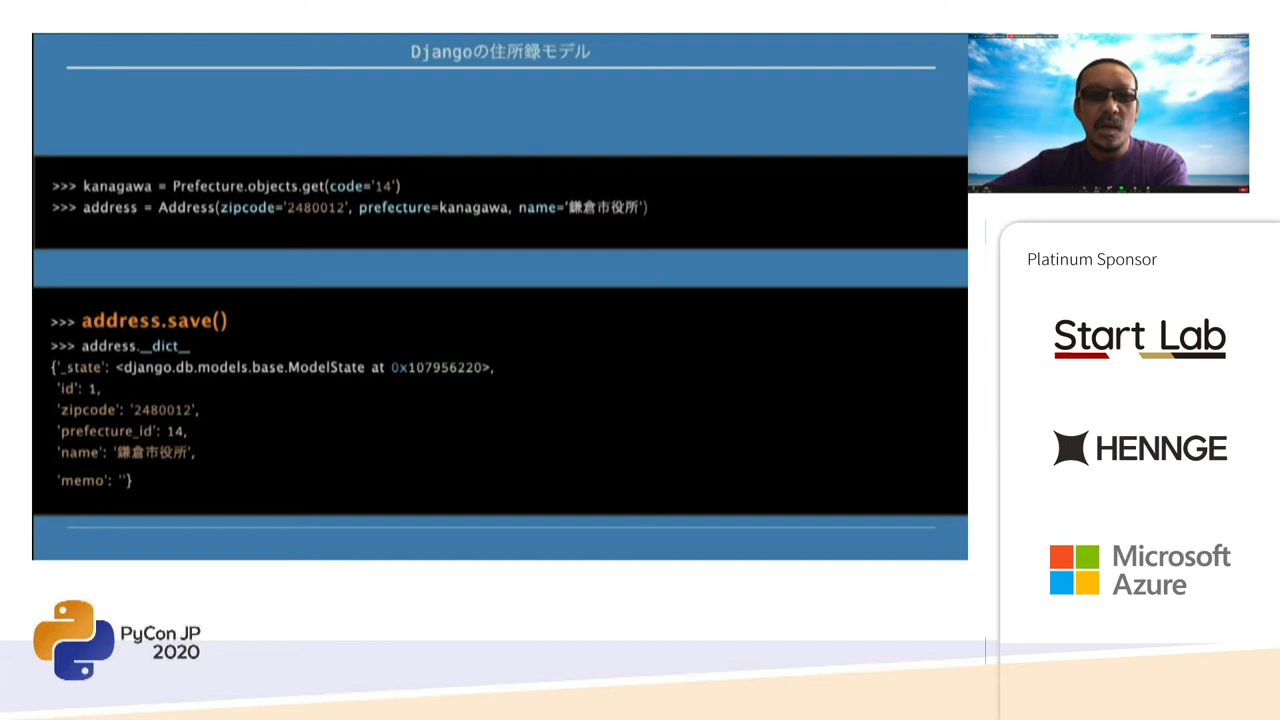 Djangoの住所録モデル
>>> kanagawa = Prefecture.objects.get(code='14')
>>> address = Address(zipcode='2480012', prefecture=kanagawa, name='鎌倉市役所')
>>> address.save()
>>> address.__dict__
{'_state': <django.db.models.base.ModelState at 0x107956220>,
'id': 1,
'zipcode': '2480012',
'prefecture_id': 14,
'name': '鎌倉市役所',
'memo': ''}
Platinum Sponsor
Start Lab
HENNGE
Microsoft
Azure
PyCon JP
2020